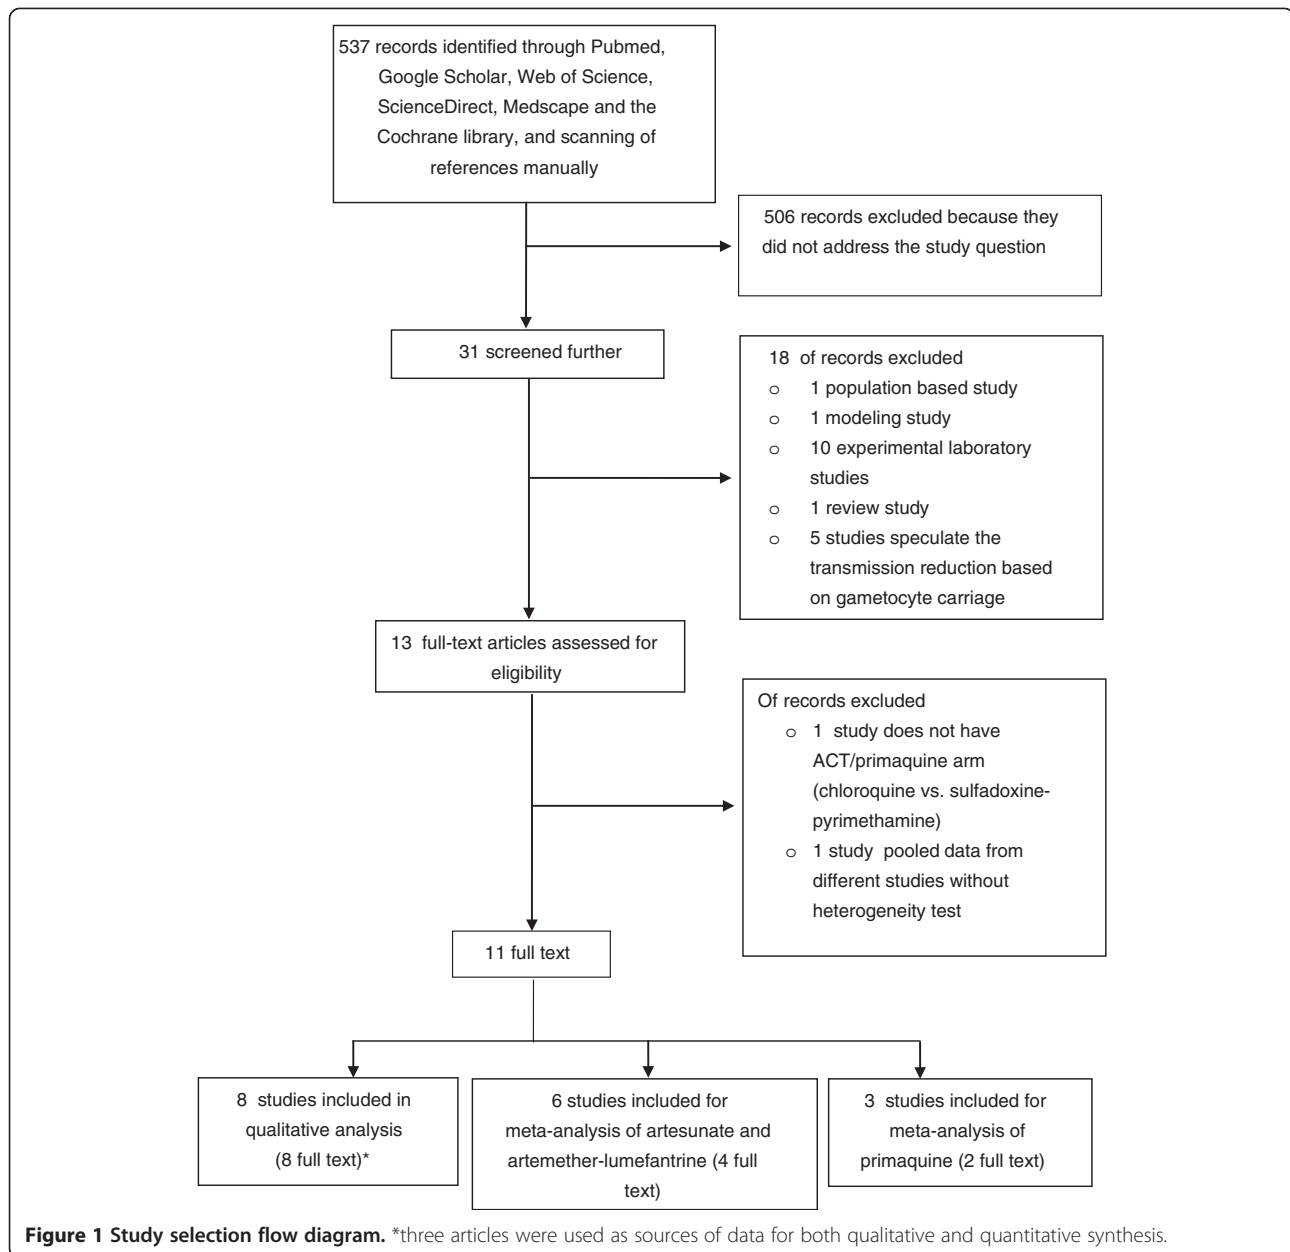 537 records identified through Pubmed,
Google Scholar, Web of Science,
ScienceDirect, Medscape and the
Cochrane library, and scanning of
references manually
506 records excluded because they
did not address the study question
31 screened further
18 of records excluded
o 1 population based study
o 1 modeling study
o 10 experimental laboratory
studies
o 1 review study
o 5 studies speculate the
transmission reduction based
on gametocyte carriage
13 full-text articles assessed for
eligibility
Of records excluded
o 1 study does not have
ACT/primaquine arm
(chloroquine vs. sulfadoxine-
pyrimethamine)
o 1 study pooled data from
different studies without
heterogeneity test
11 full text
8 studies included in
qualitative analysis
(8 full text)*
6 studies included for
meta-analysis of artesunate and
artemether-lumefantrine (4 full
text)
3 studies included for
meta-analysis of
primaquine (2 full text)
Figure 1 Study selection flow diagram. *three articles were used as sources of data for both qualitative and quantitative synthesis.